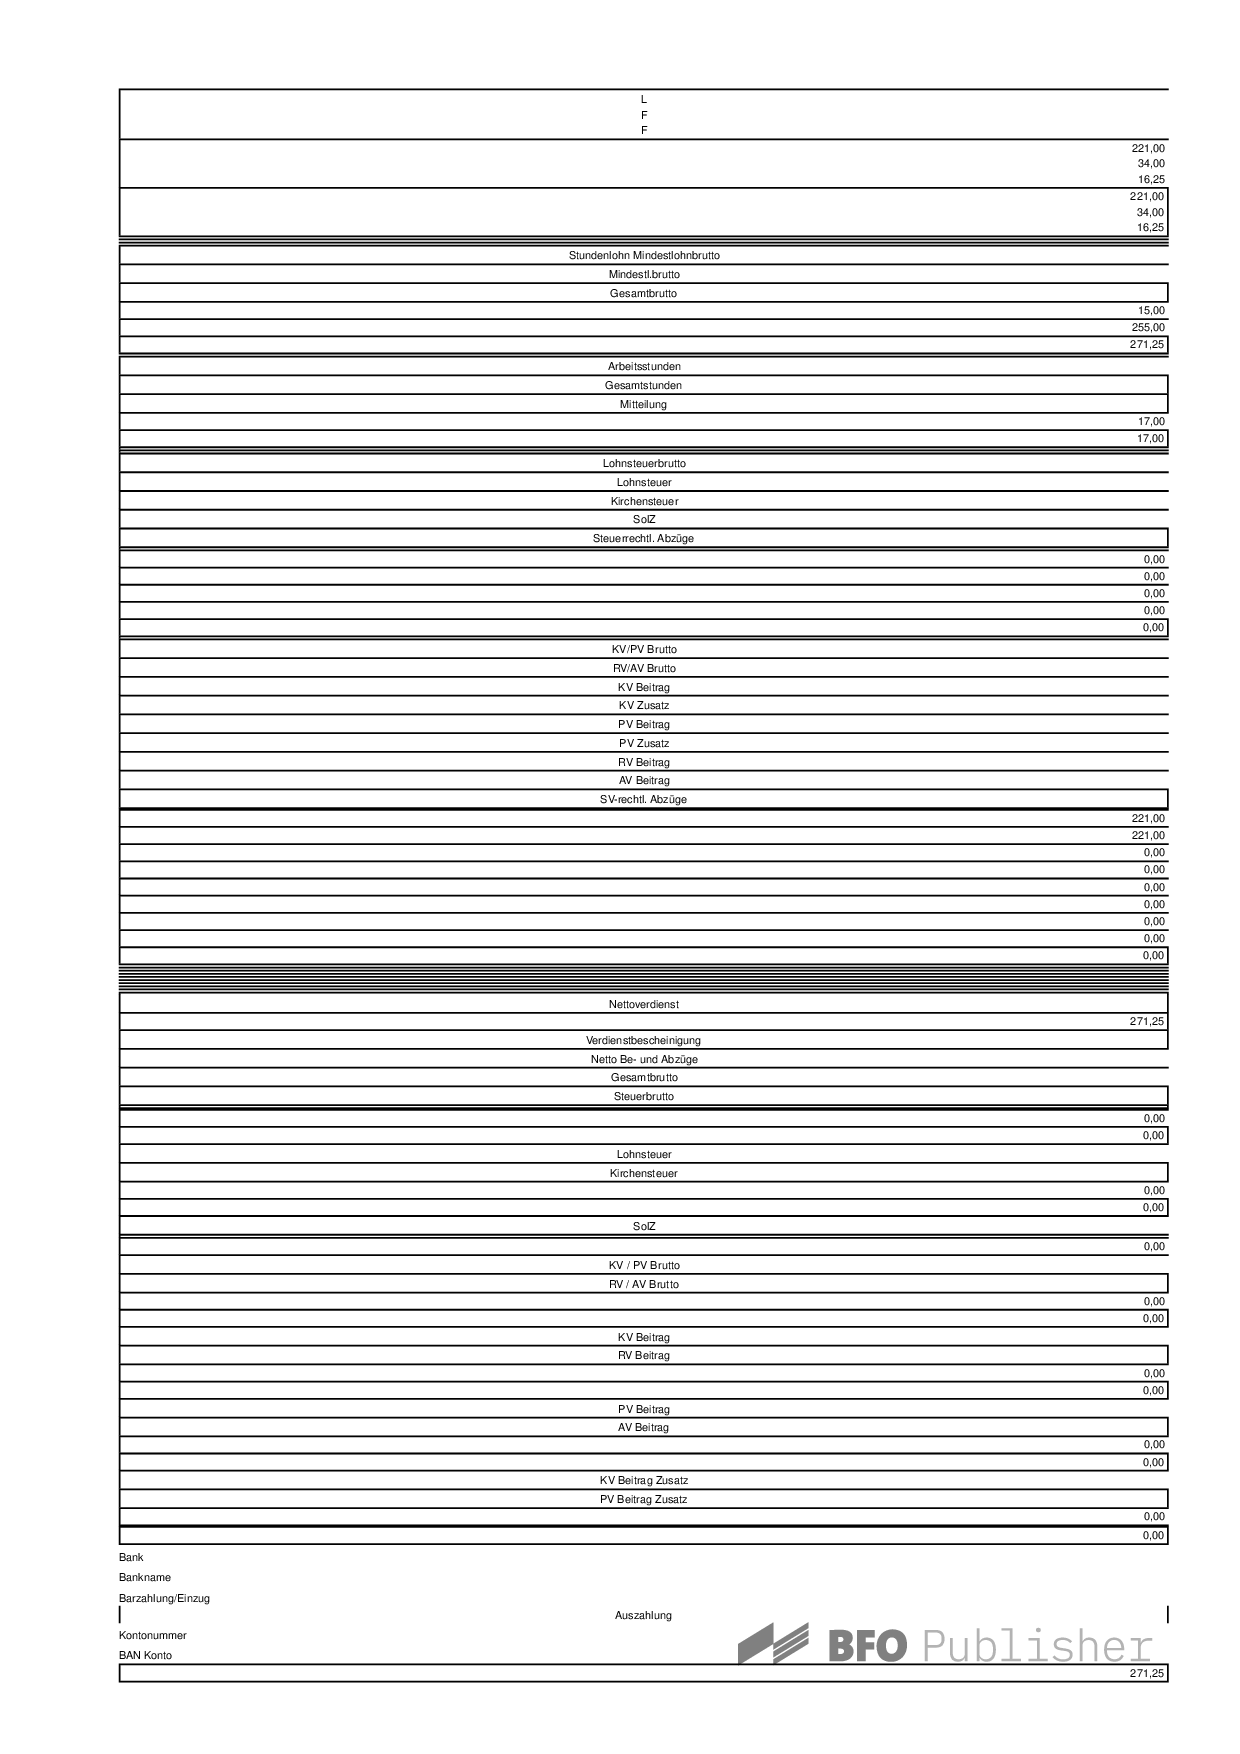 L
F
F
221,00
34,00
16,25
221,00
34,00
16,25
Stundenlohn Mindestlohnbrutto
Mindestl.brutto
Gesamtbrutto
15,00
255,00
271,25
Arbeitsstunden
Gesamtstunden
Mitteilung
17,00
17,00
Lohnsteuerbrutto
Lohnsteuer
Kirchensteuer
SolZ
Steuerrechtl. Abzüge
0,00
0,00
0,00
0,00
0,00
KV/PV Brutto
RV/AV Brutto
KV Beitrag
KV Zusatz
PV Beitrag
PV Zusatz
RV Beitrag
AV Beitrag
SV-rechtl. Abzüge
221,00
221,00
0,00
0,00
0,00
0,00
0,00
0,00
0,00
Nettoverdienst
271,25
Verdienstbescheinigung
Netto Be- und Abzüge
Gesamtbrutto
Steuerbrutto
0,00
0,00
Lohnsteuer
Kirchensteuer
0,00
0,00
SolZ
0,00
KV / PV Brutto
RV / AV Brutto
0,00
0,00
KV Beitrag
RV Beitrag
0,00
0,00
PV Beitrag
AV Beitrag
0,00
0,00
KV Beitrag Zusatz
PV Beitrag Zusatz
0,00
0,00
Bank
Bankname
Barzahlung/Einzug
Auszahlung
Kontonummer
BFO Publisher
BAN Konto
271,25